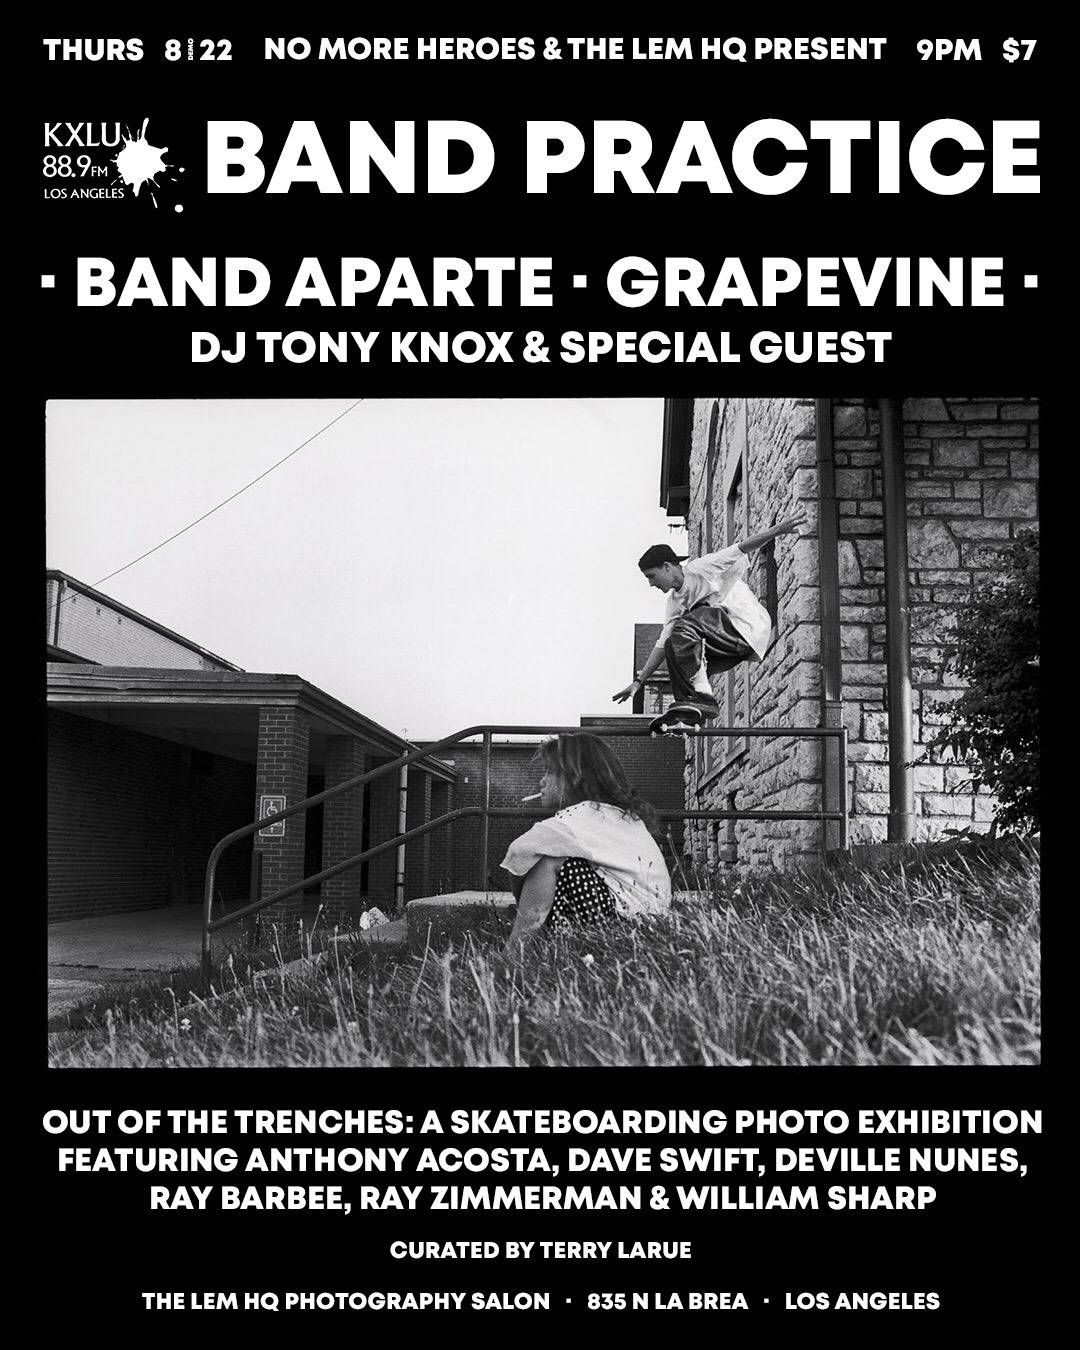 THURS 8 DEMO 22 NO MORE HEROES & THE LEM HQ PRESENT 9PM $7
KXLU
88.9 FM
LOS ANGELES
BAND PRACTICE
· BAND APARTE · GRAPEVINE ·
DJ TONY KNOX & SPECIAL GUEST
OUT OF THE TRENCHES: A SKATEBOARDING PHOTO EXHIBITION
FEATURING ANTHONY ACOSTA, DAVE SWIFT, DEVILLE NUNES,
RAY BARBEE, RAY ZIMMERMAN & WILLIAM SHARP
CURATED BY TERRY LARUE
THE LEM HQ PHOTOGRAPHY SALON · 835 N LA BREA · LOS ANGELES